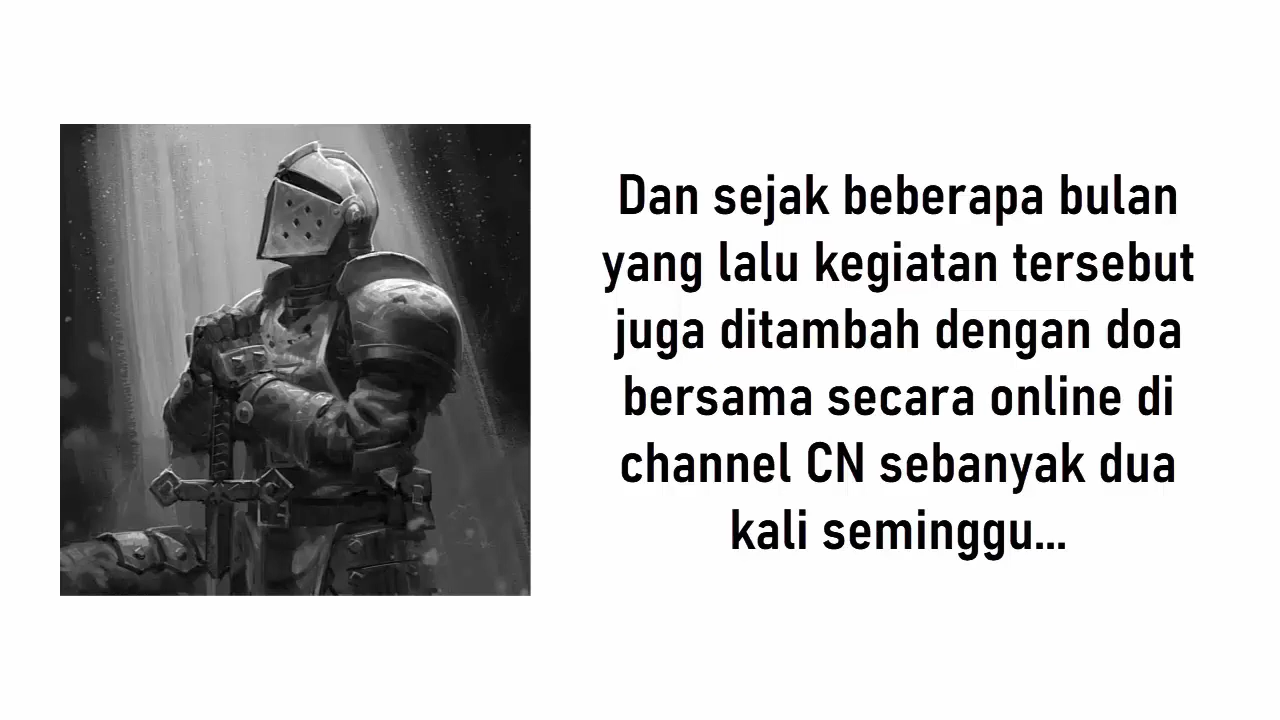 Dan sejak beberapa bulan
yang lalu kegiatan tersebut
juga ditambah dengan doa
bersama secara online di
channel CN sebanyak dua
kali seminggu...